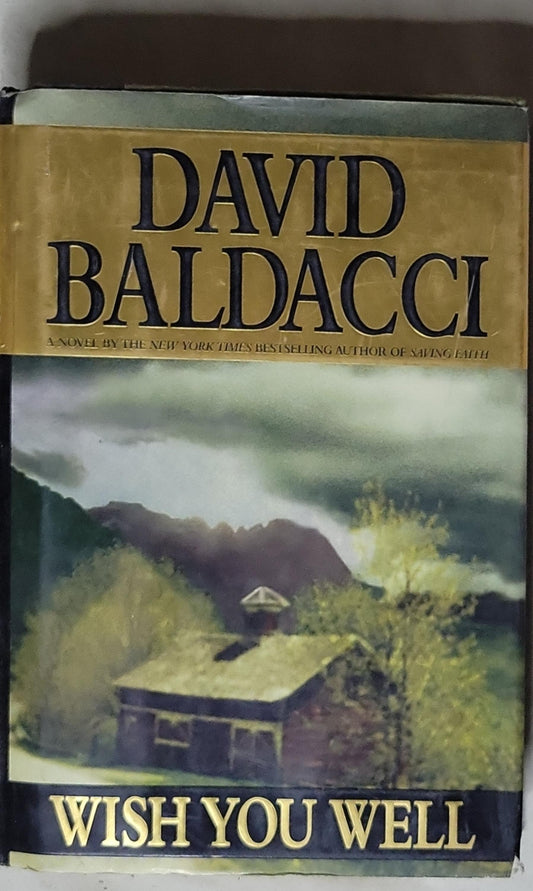 DAVID
BALDACCI
A NOVEL BY THE NEW YORK TIMES BESTSELLING AUTHOR OF SAVING FAITH
WISH YOU WELL